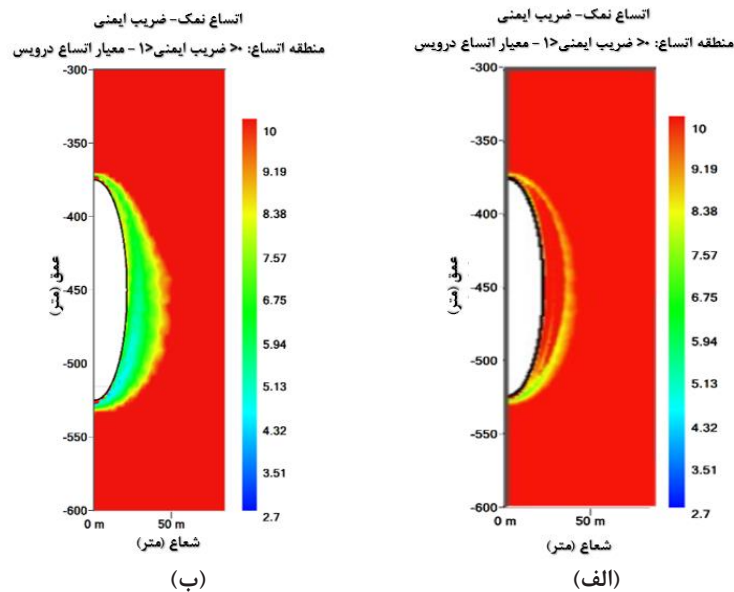 اتساع نمک- ضریب ایمنی
منطقه اتساع: ۰< ضریب ایمنی<۱ - معیار اتساع درویس
-300
-350
-400
-450
-500
-550
-600
عمق (متر)
0 m
50 m
شعاع (متر)
10
9.19
8.38
7.57
6.75
5.94
5.13
4.32
3.51
2.7
(الف)
اتساع نمک- ضریب ایمنی
منطقه اتساع: ۰< ضریب ایمنی<۱ - معیار اتساع درویس
-300
-350
-400
-450
-500
-550
-600
عمق (متر)
0 m
50 m
شعاع (متر)
10
9.19
8.38
7.57
6.75
5.94
5.13
4.32
3.51
2.7
(ب)